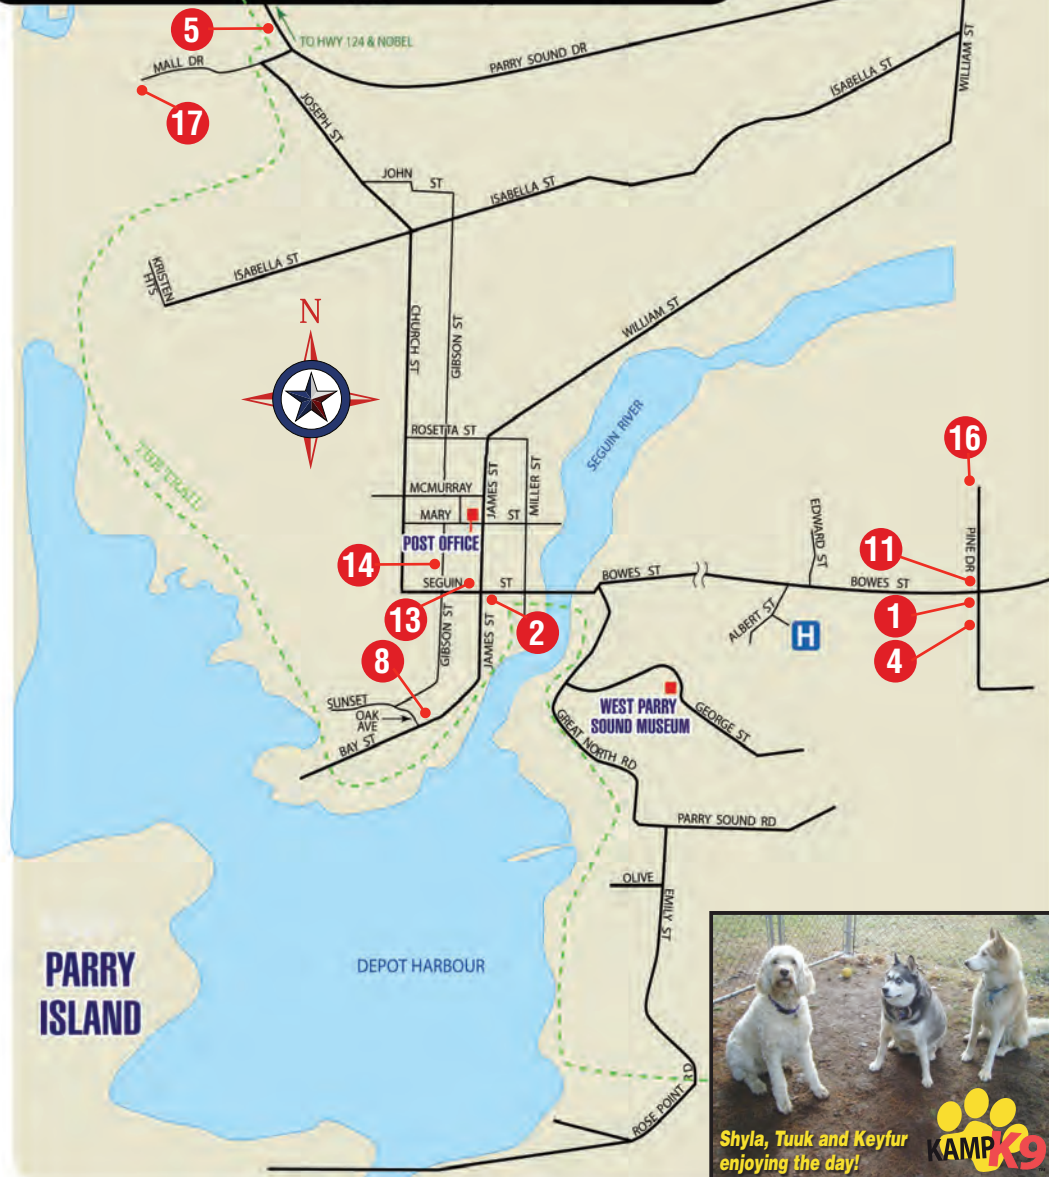 5
TO HWY 124 & NOBEL
MALL DR
17
PARRY SOUND DR
WILLIAM ST
ISABELLA ST
JOSEPH ST
JOHN ST
ISABELLA ST
KRISTEN
HTS
ISABELLA ST
N
CHURCH ST
GIBSON ST
WILLIAM ST
SEGUIN RIVER
THE TRAIL
ROSETTA ST
MCMURRAY
JAMES ST
MILLER ST
MARY ST
POST OFFICE
14
SEGUIN ST
13
2
GIBSON ST
JAMES ST
8
SUNSET
OAK
AVE
BAY ST
BOWES ST
EDWARD ST
ALBERT ST
H
BOWES ST
16
PINE DR
11
1
4
WEST PARRY
SOUND MUSEUM
GEORGE ST
GREAT NORTH RD
PARRY SOUND RD
OLIVE
EMILY ST
ROSE POINT RD
DEPOT HARBOUR
PARRY
ISLAND
Shyla, Tuuk and Keyfur
enjoying the day!
KAMP K9